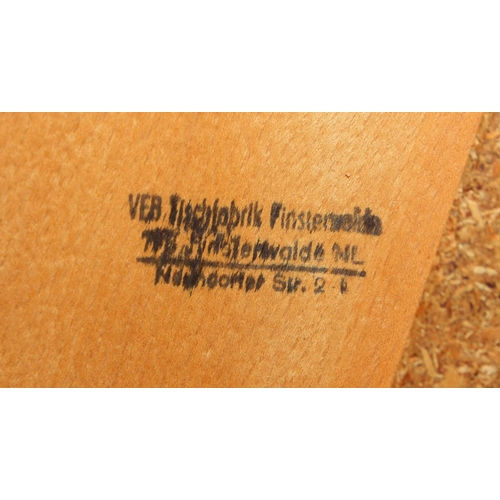 VEB Tischfabrik Finsterwalde
Finsterwalde NL
Str. 2